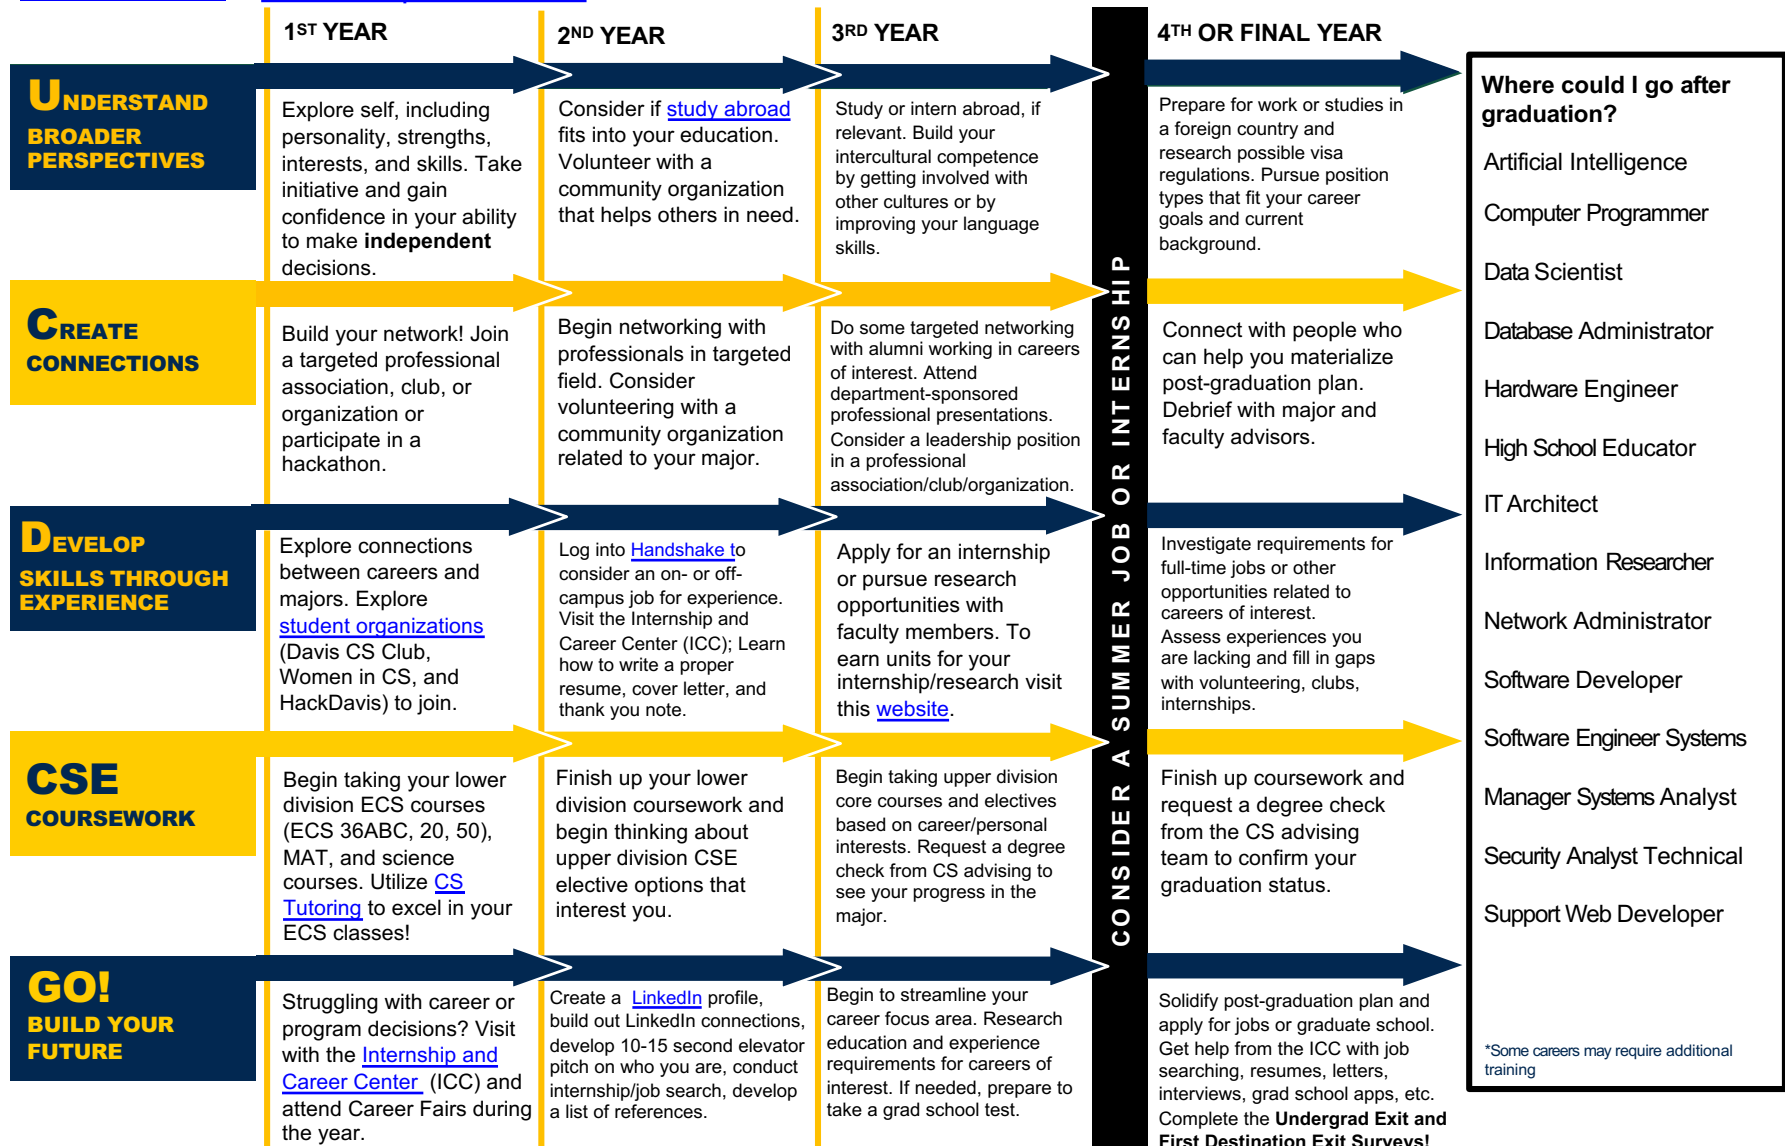 1ST YEAR
2ND YEAR
3RD YEAR
4TH OR FINAL YEAR
UNDERSTAND
BROADER
PERSPECTIVES
Explore self, including
personality, strengths,
interests, and skills. Take
initiative and gain
confidence in your ability
to make independent
decisions.
Consider if study abroad
fits into your education.
Volunteer with a
community organization
that helps others in need.
Study or intern abroad, if
relevant. Build your
intercultural competence
by getting involved with
other cultures or by
improving your language
skills.
Prepare for work or studies in
a foreign country and
research possible visa
regulations. Pursue position
types that fit your career
goals and current
background.
CREATE
CONNECTIONS
Build your network! Join
a targeted professional
association, club, or
organization or
participate in a
hackathon.
Begin networking with
professionals in targeted
field. Consider
volunteering with a
community organization
related to your major.
Do some targeted networking
with alumni working in careers
of interest. Attend
department-sponsored
professional presentations.
Consider a leadership position
in a professional
association/club/organization.
Connect with people who
can help you materialize
post-graduation plan.
Debrief with major and
faculty advisors.
DEVELOP
SKILLS THROUGH
EXPERIENCE
Explore connections
between careers and
majors. Explore
student organizations
(Davis CS Club,
Women in CS, and
HackDavis) to join.
Log into Handshake to
consider an on- or off-
campus job for experience.
Visit the Internship and
Career Center (ICC); Learn
how to write a proper
resume, cover letter, and
thank you note.
Apply for an internship
or pursue research
opportunities with
faculty members. To
earn units for your
internship/research visit
this website.
Investigate requirements for
full-time jobs or other
opportunities related to
careers of interest.
Assess experiences you
are lacking and fill in gaps
with volunteering, clubs,
internships.
CSE
COURSEWORK
Begin taking your lower
division ECS courses
(ECS 36ABC, 20, 50),
MAT, and science
courses. Utilize CS
Tutoring to excel in your
ECS classes!
Finish up your lower
division coursework and
begin thinking about
upper division CSE
elective options that
interest you.
Begin taking upper division
core courses and electives
based on career/personal
interests. Request a degree
check from CS advising to
see your progress in the
major.
Finish up coursework and
request a degree check
from the CS advising
team to confirm your
graduation status.
GO!
BUILD YOUR
FUTURE
Struggling with career or
program decisions? Visit
with the Internship and
Career Center (ICC) and
attend Career Fairs during
the year.
Create a LinkedIn profile,
build out LinkedIn connections,
develop 10-15 second elevator
pitch on who you are, conduct
internship/job search, develop
a list of references.
Begin to streamline your
career focus area. Research
education and experience
requirements for careers of
interest. If needed, prepare to
take a grad school test.
Solidify post-graduation plan and
apply for jobs or graduate school.
Get help from the ICC with job
searching, resumes, letters,
interviews, grad school apps, etc.
Complete the Undergrad Exit and
First Destination Exit Surveys!
CONSIDER A SUMMER JOB OR INTERNSHIP
Where could I go after
graduation?
Artificial Intelligence
Computer Programmer
Data Scientist
Database Administrator
Hardware Engineer
High School Educator
IT Architect
Information Researcher
Network Administrator
Software Developer
Software Engineer Systems
Manager Systems Analyst
Security Analyst Technical
Support Web Developer
*Some careers may require additional
training